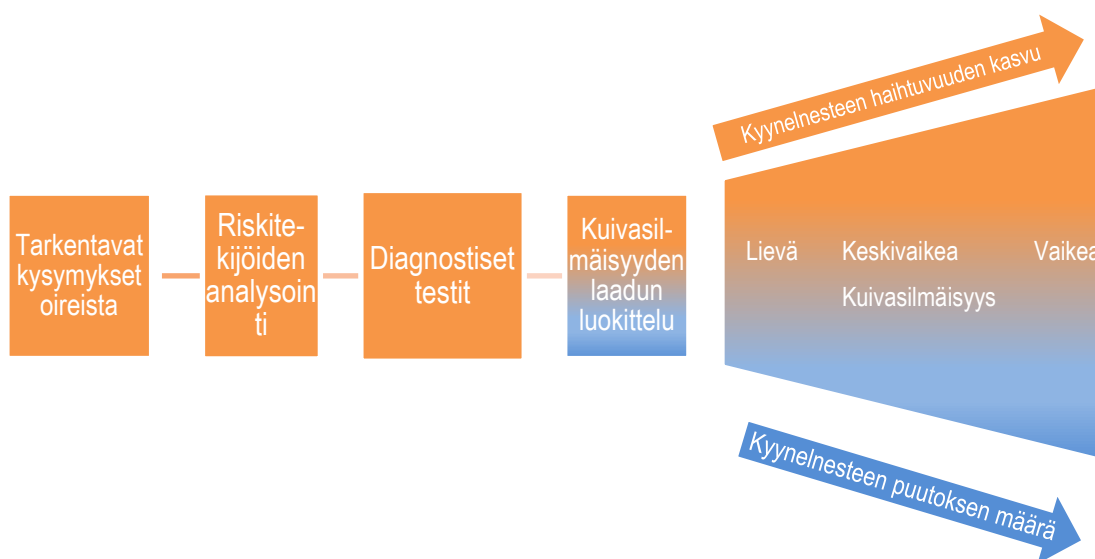 Tarkentavat
kysymykset
oireista
Riskite-
kijöiden
analysoin
ti
Diagnostiset
testit
Kuivasil-
mäisyyden
laadun
luokittelu
Kyynelnesteen haihtuvuuden kasvu
Lievä Keskivaikea Vaikea
Kuivasilmäisyys
Kyynelnesteen puutoksen määrä